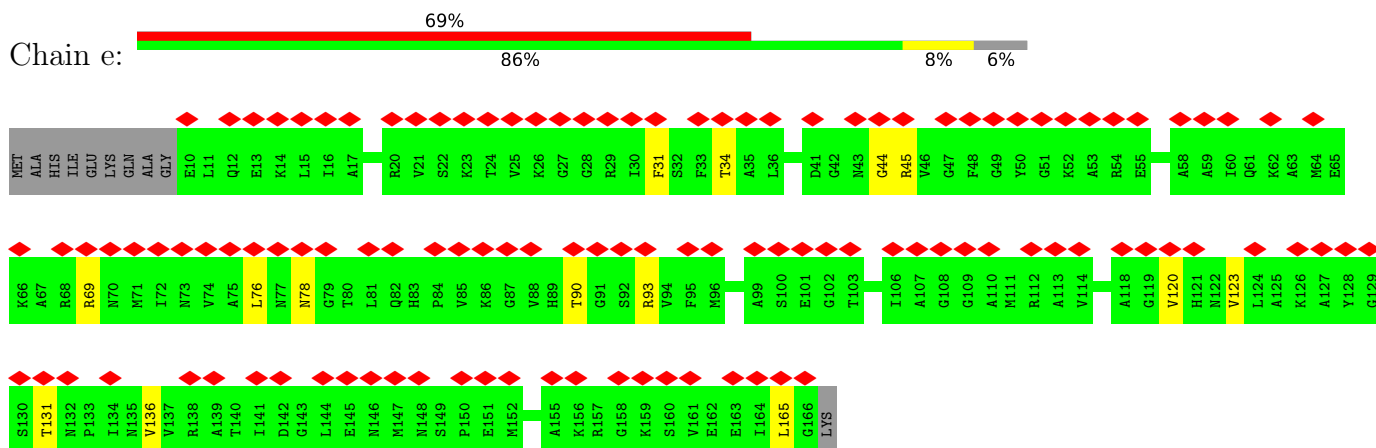 69%
Chain e:
86% 8% 6%
MET ALA HIS ILE GLU LYS GLN ALA GLY E10 L11 Q12 E13 K14 L15 I16 A17 R20 V21 S22 K23 T24 V25 K26 G27 G28 R29 I30 F31 S32 F33 T34 A35 L36 D41 G42 N43 G44 R45 V46 G47 F48 G49 Y50 G51 K52 A53 R54 E55 A58 A59 I60 Q61 K62 A63 M64 E65
K66 A67 R68 R69 N70 M71 T72 N73 V74 A75 L76 N77 N78 G79 T80 L81 Q82 H83 P84 V85 K86 G87 V88 H89 T90 G91 S92 R93 V94 F95 M96 A99 S100 E101 G102 T103 I106 A107 G108 G109 A110 M111 R112 A113 V114 A118 G119 V120 H121 N122 V123 L124 A125 K126 A127 Y128 G129
S130 T131 N132 P133 I134 N135 V136 V137 R138 A139 T140 I141 D142 G143 L144 E145 N146 M147 N148 S149 P150 E151 M152 A155 K156 R157 G158 K159 S160 V161 E162 E163 I164 L165 G166 LYS